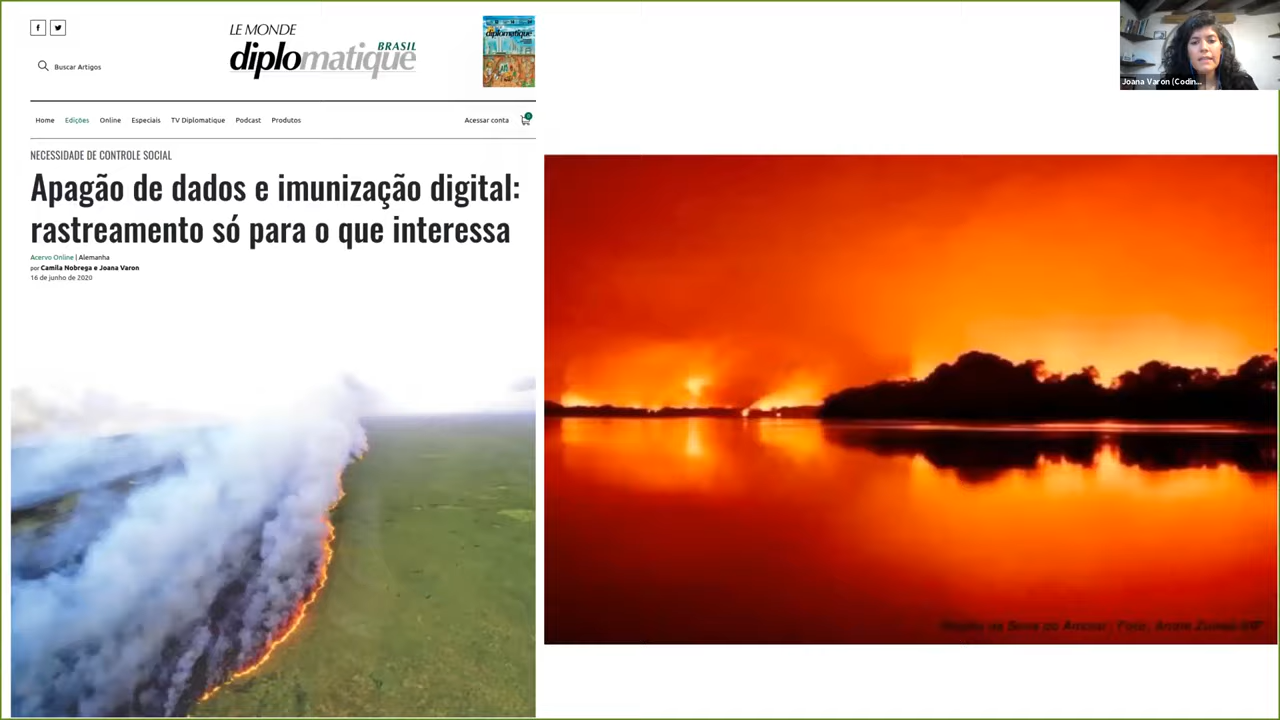 LE MONDE
diplomatique
BRASIL
diplomatique
Buscar Artigos
Home Edições Online Especiais TV Diplomatique Podcast Produtos Acessar conta 0
NECESSIDADE DE CONTROLE SOCIAL
Apagão de dados e imunização digital:
rastreamento só para o que interessa
Acervo Online | Alemanha
por Camila Nobrega e Joana Varon
16 de junho de 2020
Joana Varon (Codin...